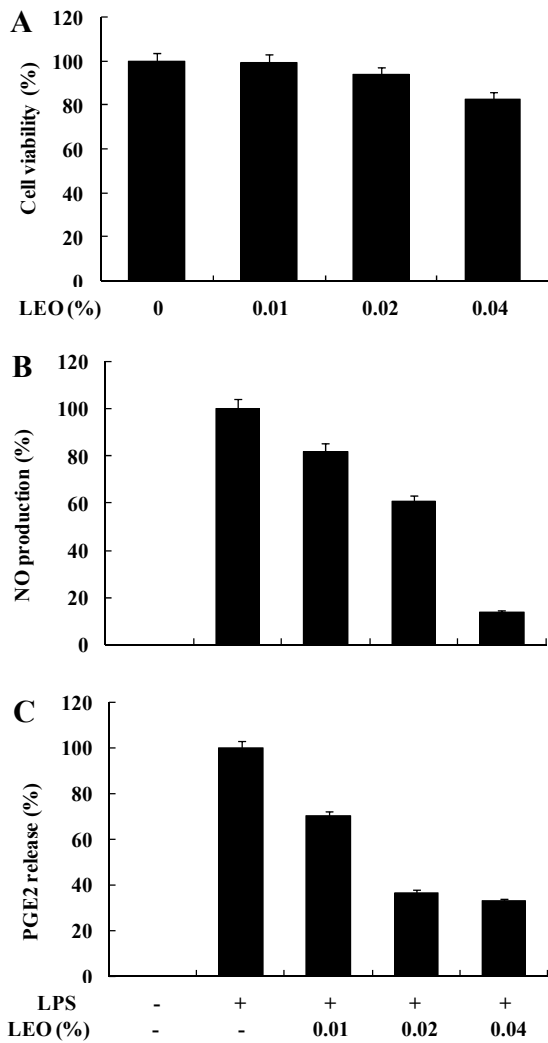 A
120
100
80
60
40
20
0
Cell viability (%)
LEO (%) 0 0.01 0.02 0.04
B
120
100
80
60
40
20
0
NO production (%)
C
120
100
80
60
40
20
0
PGE2 release (%)
LPS - + + + +
LEO (%) - - 0.01 0.02 0.04